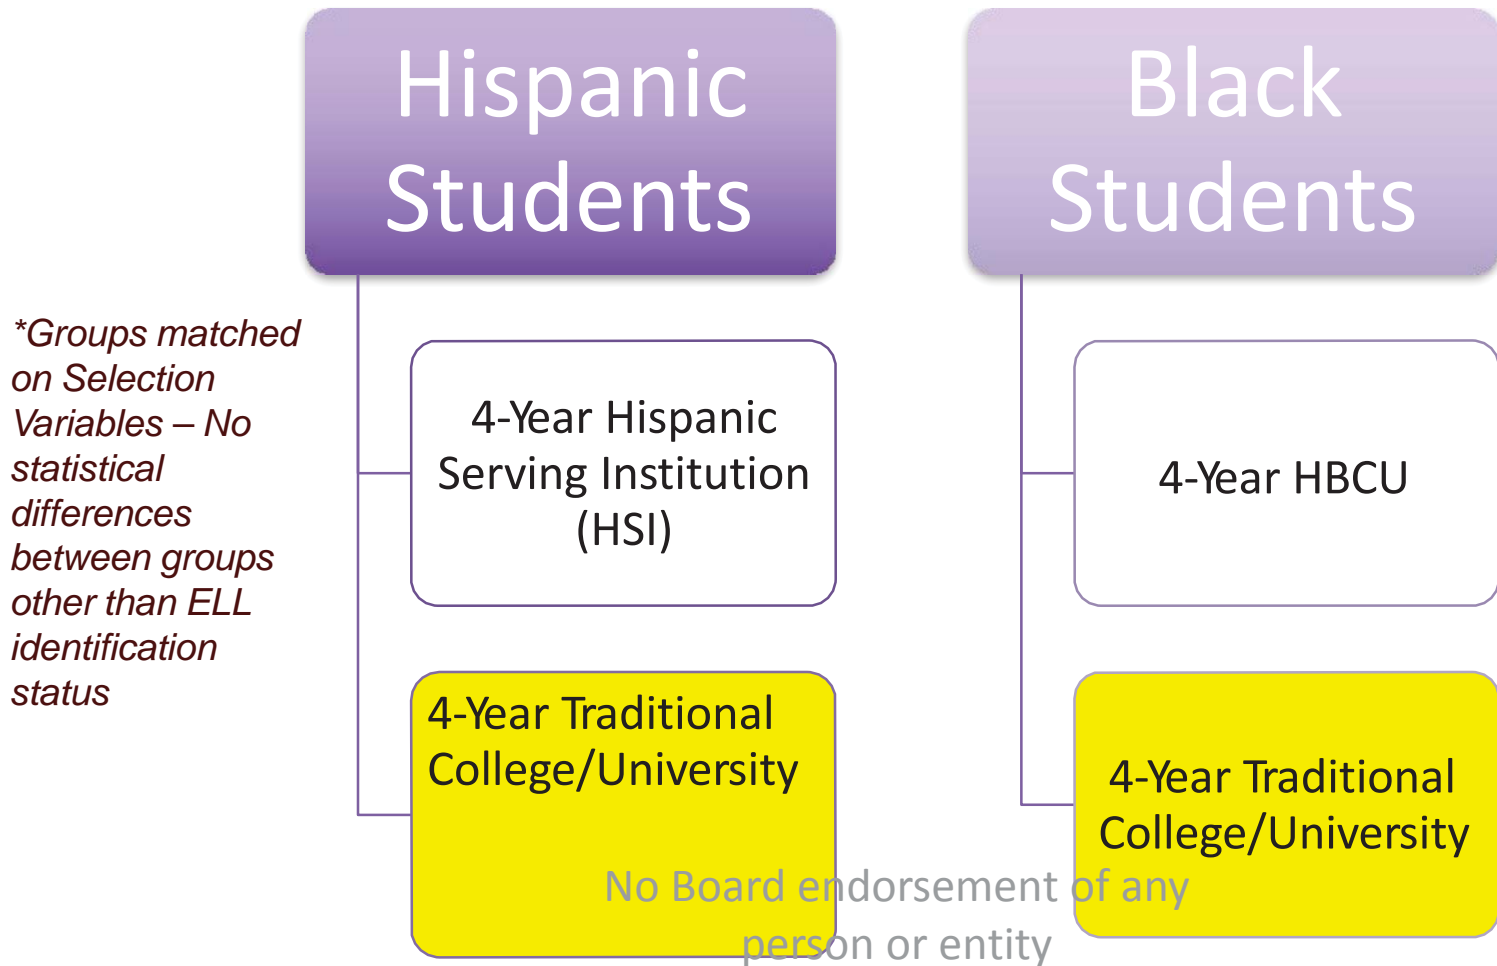 Hispanic
Students
Black
Students
*Groups matched
on Selection
Variables – No
statistical
differences
between groups
other than ELL
identification
status
4-Year Hispanic
Serving Institution
(HSI)
4-Year HBCU
4-Year Traditional
College/University
4-Year Traditional
College/University
No Board endorsement of any
person or entity